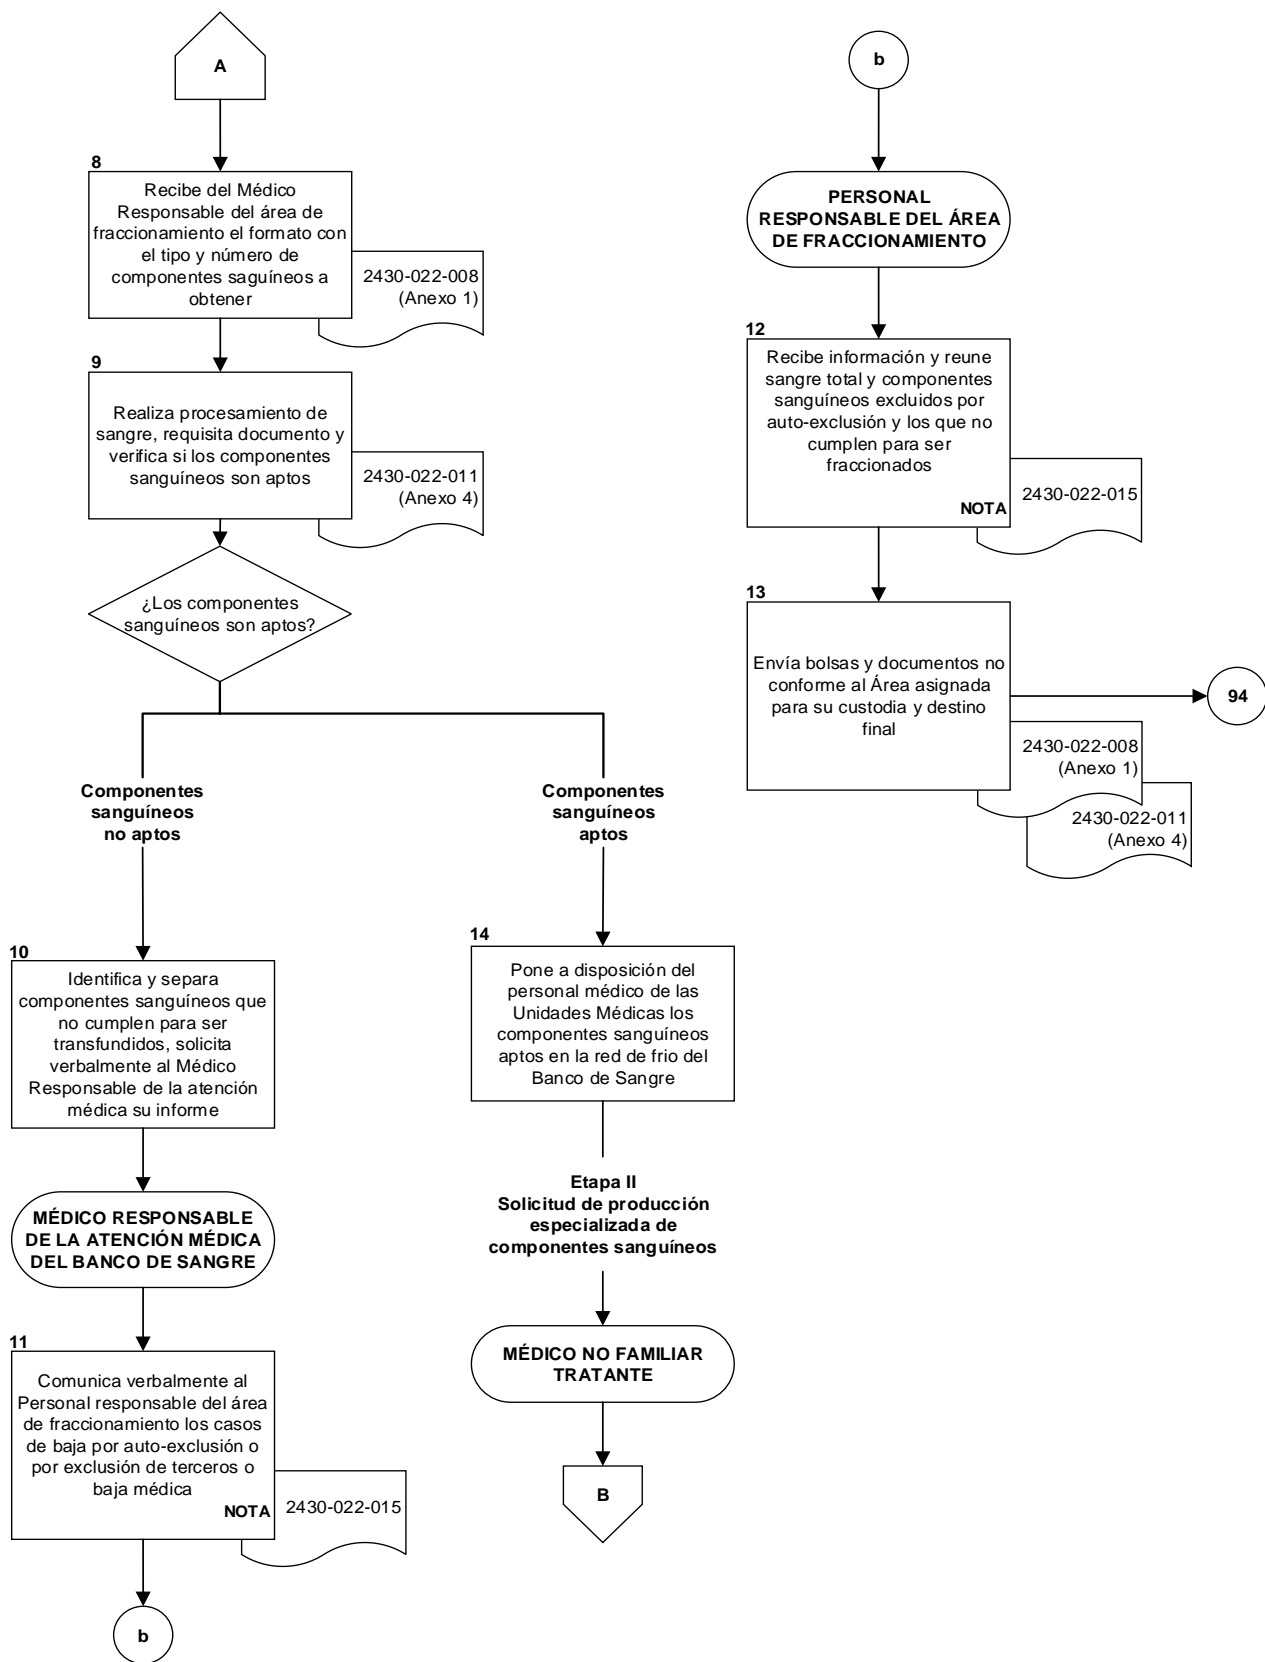 A
8
Recibe del Médico
Responsable del área de
fraccionamiento el formato con
el tipo y número de
componentes saguíneos a
obtener
2430-022-008
(Anexo 1)
9
Realiza procesamiento de
sangre, requisita documento y
verifica si los componentes
sanguíneos son aptos
2430-022-011
(Anexo 4)
¿Los componentes
sanguíneos son aptos?
Componentes
sanguíneos
no aptos
10
Identifica y separa
componentes sanguíneos que
no cumplen para ser
transfundidos, solicita
verbalmente al Médico
Responsable de la atención
médica su informe
MÉDICO RESPONSABLE
DE LA ATENCIÓN MÉDICA
DEL BANCO DE SANGRE
11
Comunica verbalmente al
Personal responsable del área
de fraccionamiento los casos
de baja por auto-exclusión o
por exclusión de terceros o
baja médica
NOTA
2430-022-015
b
Componentes
sanguíneos
aptos
14
Pone a disposición del
personal médico de las
Unidades Médicas los
componentes sanguíneos
aptos en la red de frio del
Banco de Sangre
Etapa II
Solicitud de producción
especializada de
componentes sanguíneos
MÉDICO NO FAMILIAR
TRATANTE
B
b
PERSONAL
RESPONSABLE DEL ÁREA
DE FRACCIONAMIENTO
12
Recibe información y reune
sangre total y componentes
sanguíneos excluidos por
auto-exclusión y los que no
cumplen para ser
fraccionados
NOTA
2430-022-015
13
Envía bolsas y documentos no
conforme al Área asignada
para su custodia y destino
final
94
2430-022-008
(Anexo 1)
2430-022-011
(Anexo 4)